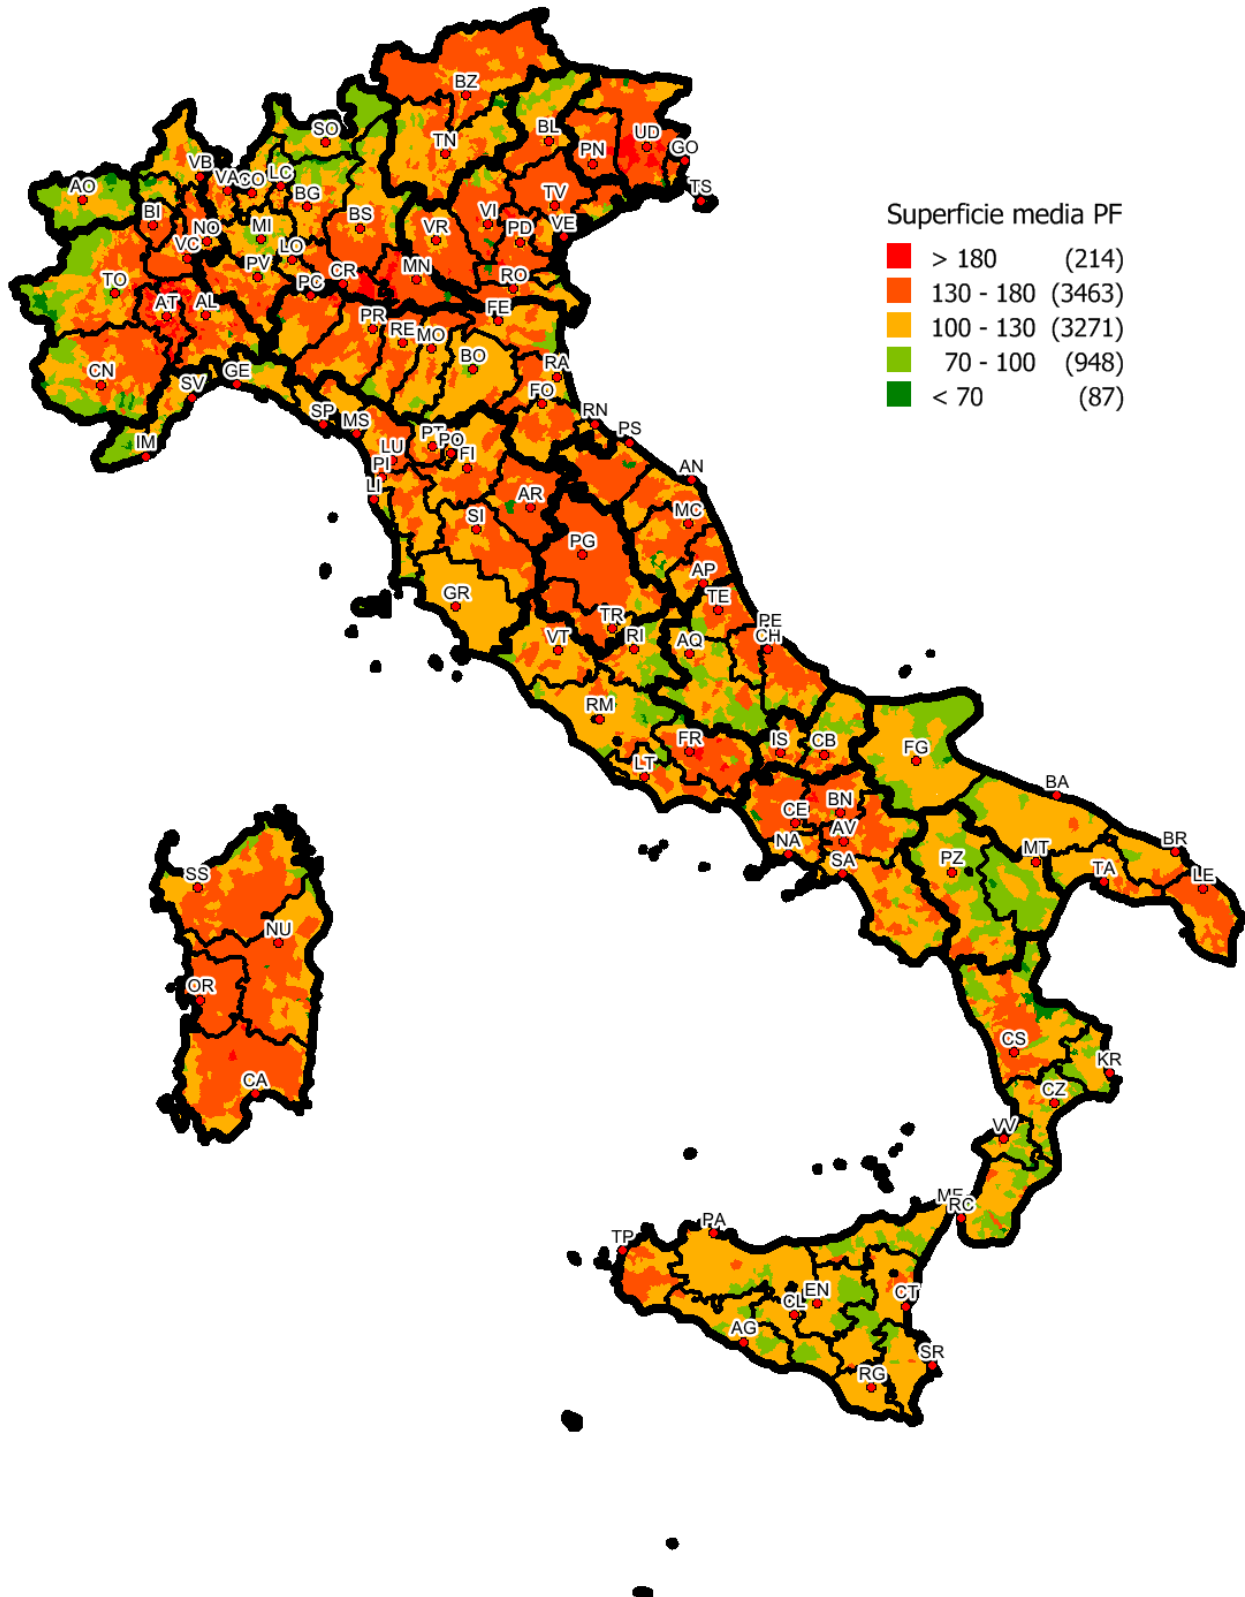 BZ
SO
BL
UD
TN
PN
GO
VB
VA
CO
LC
AO
BG
TS
TV
BI
BS
VI
VE
NO
MI
VR
PD
VC
LO
PV
MN
TO
PC
CR
RO
AT
AL
FE
PR
RE
MO
BO
CN
GE
RA
SV
FO
SP
MS
RN
PS
IM
LU
PT
PO
FI
PI
AN
LI
AR
SI
MC
PG
AP
GR
TE
TR
PE
VT
RI
AQ
CH
RM
FR
IS
CB
FG
LT
BA
CE
BN
AV
NA
SA
PZ
MT
BR
TA
LE
SS
NU
OR
CS
CA
KR
CZ
VV
ME
RC
PA
TP
EN
CL
CT
AG
SR
RG
Superficie media PF
> 180 (214)
130 - 180 (3463)
100 - 130 (3271)
70 - 100 (948)
< 70 (87)